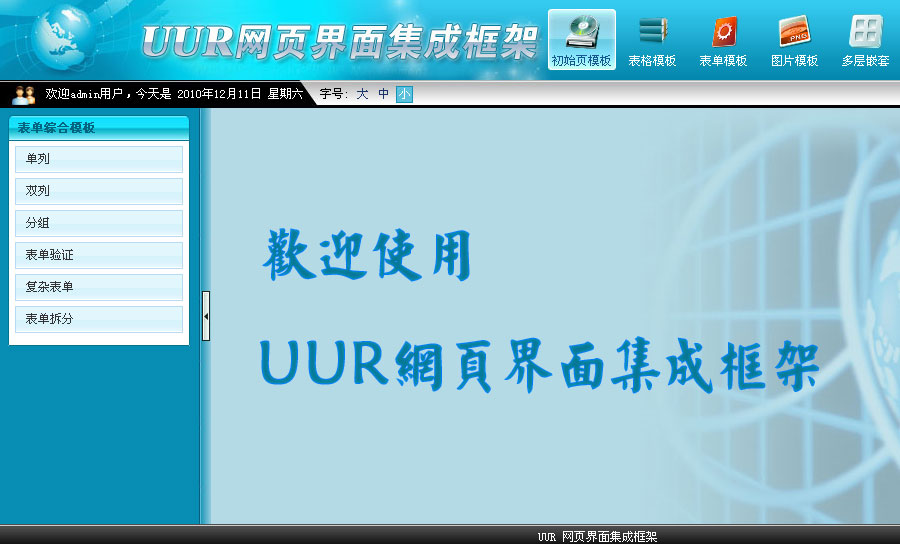 UUR网页界面集成框架
初始页模板 表格模板 表单模板 图片模板 多层嵌套
PNG
欢迎admin用户，今天是 2010年12月11日 星期六 字号: 大 中 小
表单综合模板
单列
双列
分组
表单验证
复杂表单
表单拆分
歡迎使用
UUR網頁界面集成框架
UUR 网页界面集成框架